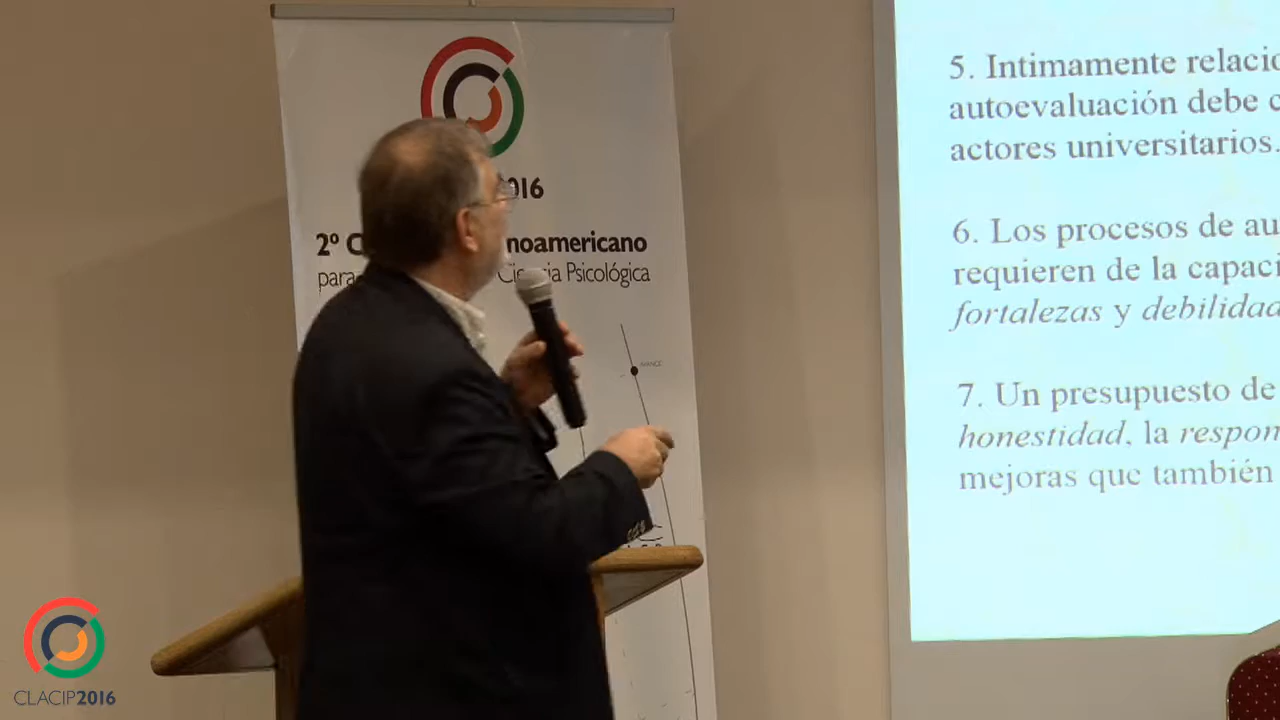 2016
2º C noamericano
para Ciencia Psicológica
AVANCE
5. Intimamente relacio
autoevaluación debe c
actores universitarios.
6. Los procesos de au
requieren de la capaci
fortalezas y debilidad
7. Un presupuesto de
honestidad, la respon
mejoras que también
CLACIP2016